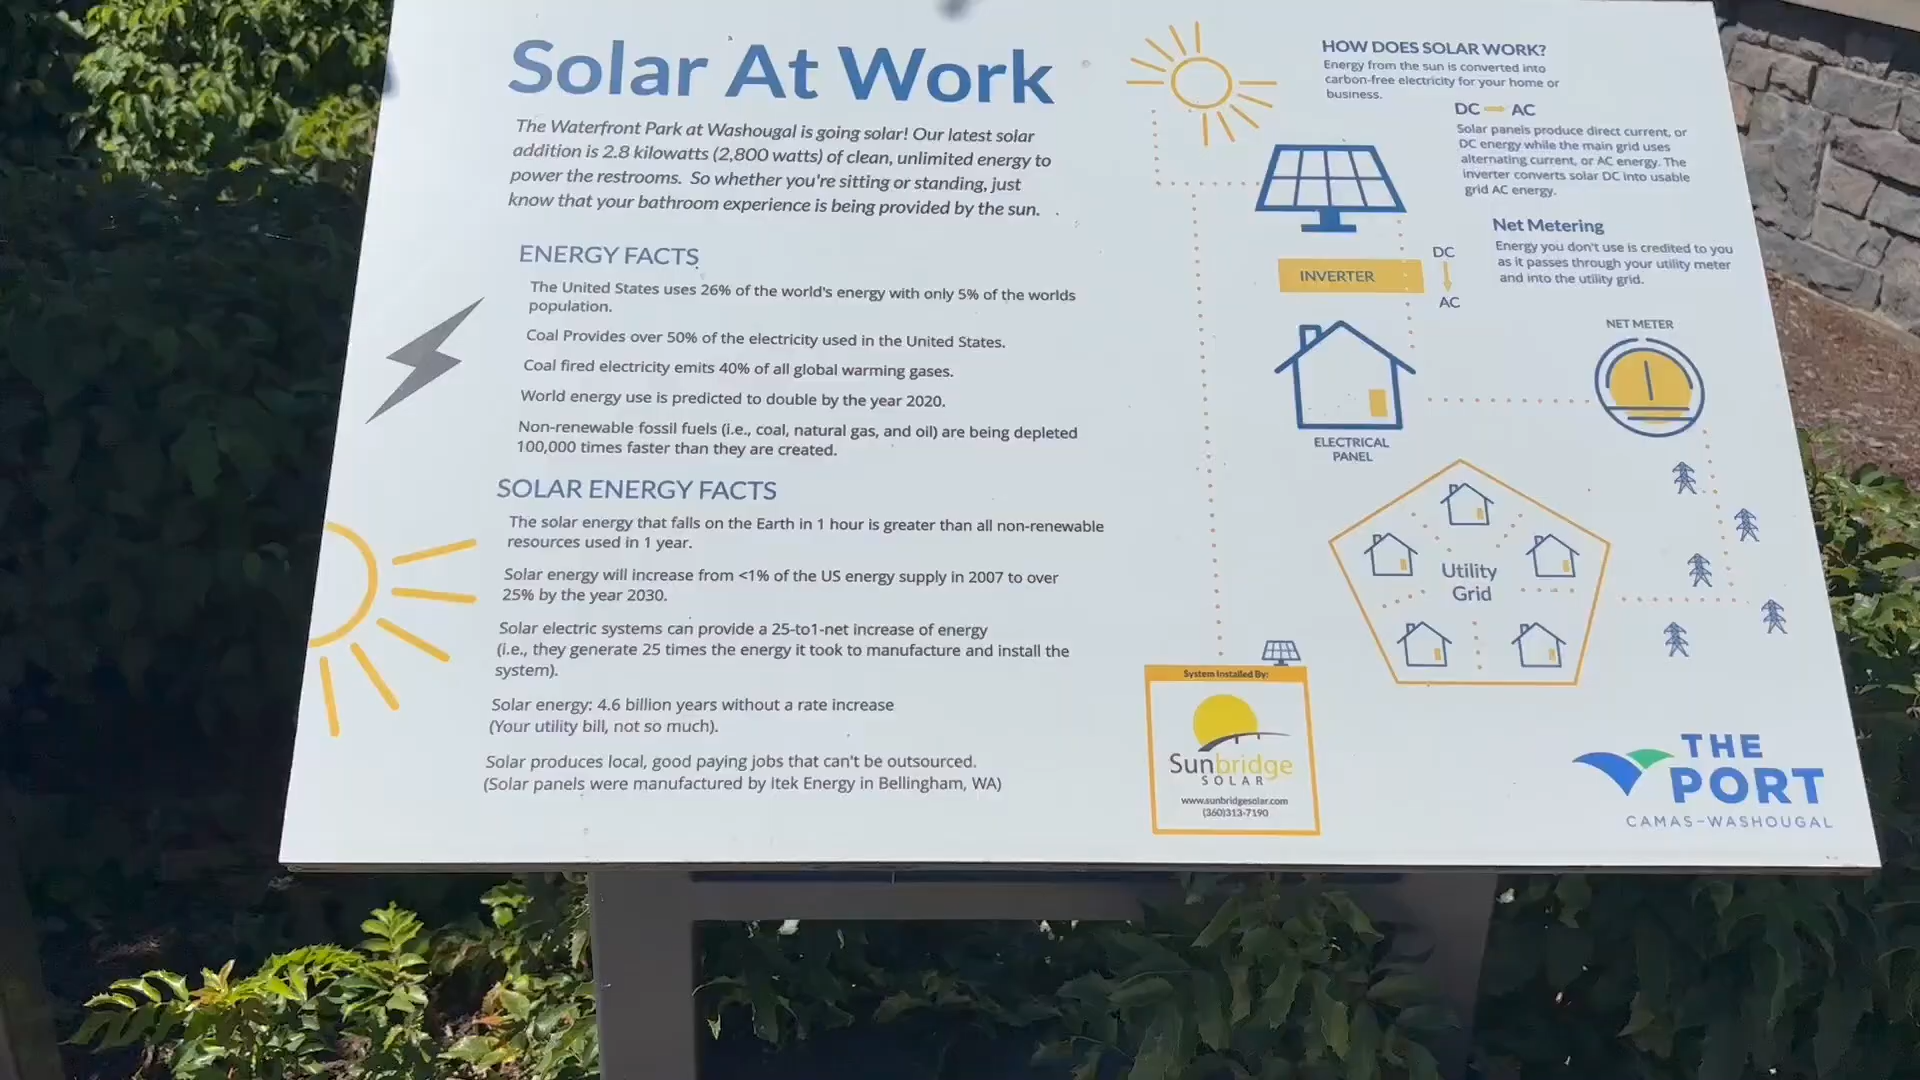 Solar At Work
The Waterfront Park at Washougal is going solar! Our latest solar
addition is 2.8 kilowatts (2,800 watts) of clean, unlimited energy to
power the restrooms. So whether you're sitting or standing, just
know that your bathroom experience is being provided by the sun.
ENERGY FACTS
The United States uses 26% of the world's energy with only 5% of the worlds
population.
Coal Provides over 50% of the electricity used in the United States.
Coal fired electricity emits 40% of all global warming gases.
World energy use is predicted to double by the year 2020.
Non-renewable fossil fuels (i.e., coal, natural gas, and oil) are being depleted
100,000 times faster than they are created.
SOLAR ENERGY FACTS
The solar energy that falls on the Earth in 1 hour is greater than all non-renewable
resources used in 1 year.
Solar energy will increase from <1% of the US energy supply in 2007 to over
25% by the year 2030.
Solar electric systems can provide a 25-to1-net increase of energy
(i.e., they generate 25 times the energy it took to manufacture and install the
system).
Solar energy: 4.6 billion years without a rate increase
(Your utility bill, not so much).
Solar produces local, good paying jobs that can't be outsourced.
(Solar panels were manufactured by Itek Energy in Bellingham, WA)
HOW DOES SOLAR WORK?
Energy from the sun is converted into
carbon-free electricity for your home or
business.
DC AC
Solar panels produce direct current, or
DC energy while the main grid uses
alternating current, or AC energy. The
inverter converts solar DC into usable
grid AC energy.
Net Metering
Energy you don't use is credited to you
as it passes through your utility meter
and into the utility grid.
DC
INVERTER
AC
NET METER
ELECTRICAL
PANEL
Utility
Grid
System Installed By:
Sunbridge
SOLAR
www.sunbridgesolar.com
(360)313-7190
THE
PORT
CAMAS-WASHOUGAL